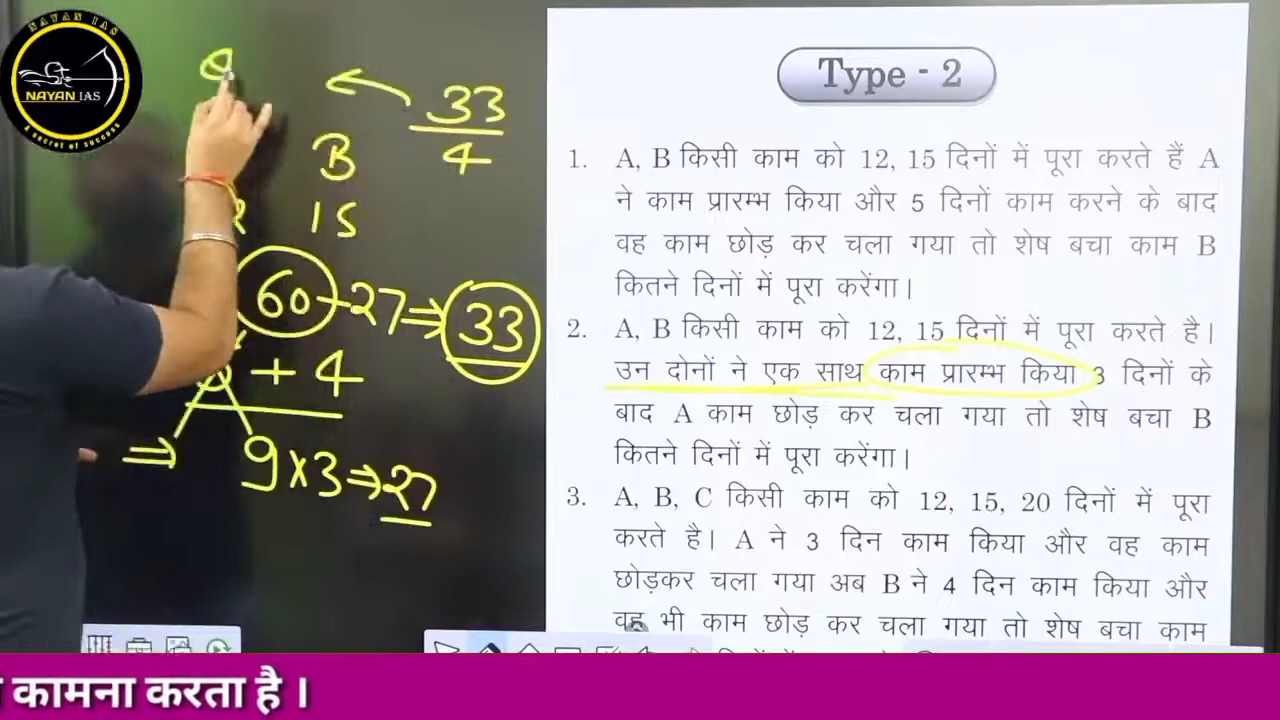 NAYAN IAS
NAYAN IAS
A secret of success
33
4
B
15
60 - 27 ⇒ 33
+ 4
⇒ 9 x 3 ⇒ 27
Type - 2
1. A, B किसी काम को 12, 15 दिनों में पूरा करते हैं A
ने काम प्रारम्भ किया और 5 दिनों काम करने के बाद
वह काम छोड़ कर चला गया तो शेष बचा काम B
कितने दिनों में पूरा करेंगा।
2. A, B किसी काम को 12, 15 दिनों में पूरा करते है।
उन दोनों ने एक साथ काम प्रारम्भ किया 3 दिनों के
बाद A काम छोड़ कर चला गया तो शेष बचा B
कितने दिनों में पूरा करेंगा।
3. A, B, C किसी काम को 12, 15, 20 दिनों में पूरा
करते है। A ने 3 दिन काम किया और वह काम
छोड़कर चला गया अब B ने 4 दिन काम किया और
वह भी काम छोड़ कर चला गया तो शेष बचा काम
कामना करता है ।